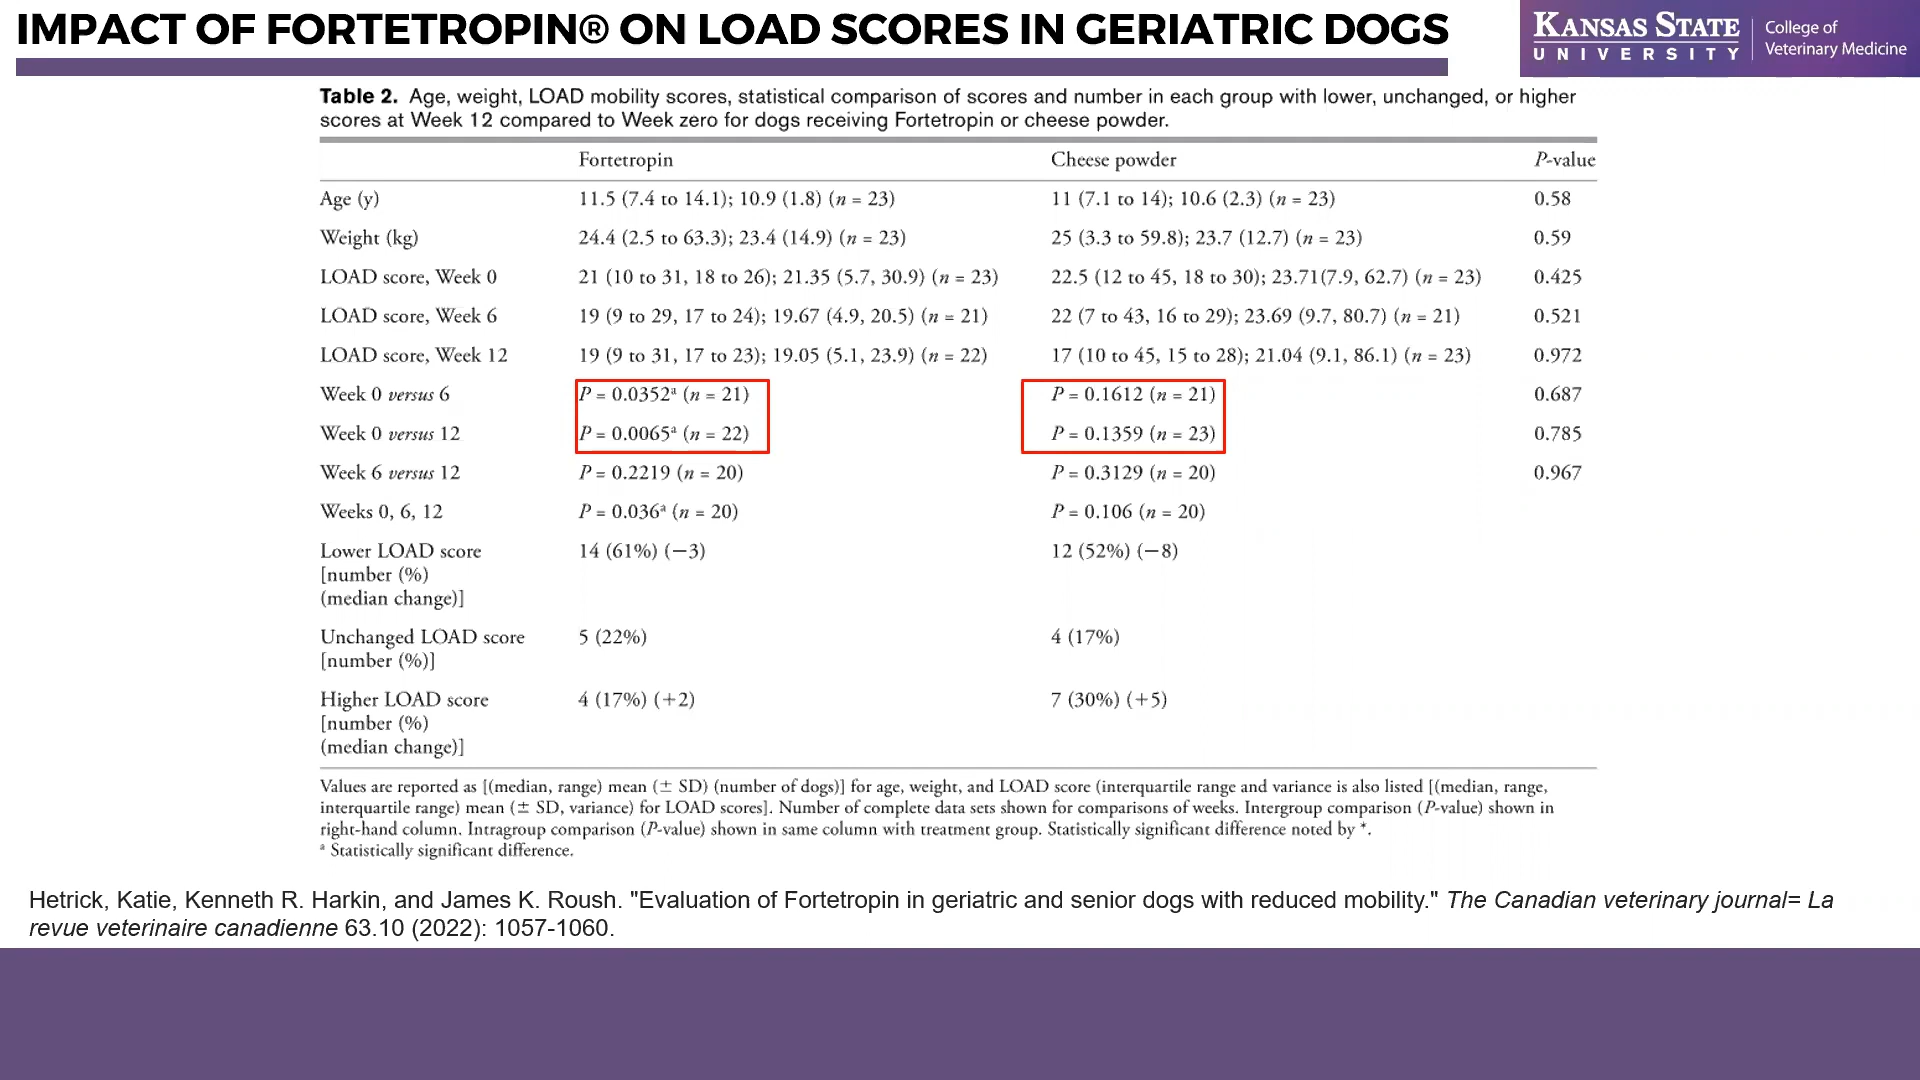 IMPACT OF FORTETROPIN® ON LOAD SCORES IN GERIATRIC DOGS
KANSAS STATE
UNIVERSITY
College of
Veterinary Medicine
Table 2. Age, weight, LOAD mobility scores, statistical comparison of scores and number in each group with lower, unchanged, or higher
scores at Week 12 compared to Week zero for dogs receiving Fortetropin or cheese powder.
Fortetropin Cheese powder P-value
Age (y) 11.5 (7.4 to 14.1); 10.9 (1.8) (n = 23) 11 (7.1 to 14); 10.6 (2.3) (n = 23) 0.58
Weight (kg) 24.4 (2.5 to 63.3); 23.4 (14.9) (n = 23) 25 (3.3 to 59.8); 23.7 (12.7) (n = 23) 0.59
LOAD score, Week 0 21 (10 to 31, 18 to 26); 21.35 (5.7, 30.9) (n = 23) 22.5 (12 to 45, 18 to 30); 23.71(7.9, 62.7) (n = 23) 0.425
LOAD score, Week 6 19 (9 to 29, 17 to 24); 19.67 (4.9, 20.5) (n = 21) 22 (7 to 43, 16 to 29); 23.69 (9.7, 80.7) (n = 21) 0.521
LOAD score, Week 12 19 (9 to 31, 17 to 23); 19.05 (5.1, 23.9) (n = 22) 17 (10 to 45, 15 to 28); 21.04 (9.1, 86.1) (n = 23) 0.972
Week 0 versus 6 P = 0.0352ª (n = 21) P = 0.1612 (n = 21) 0.687
Week 0 versus 12 P = 0.0065ª (n = 22) P = 0.1359 (n = 23) 0.785
Week 6 versus 12 P = 0.2219 (n = 20) P = 0.3129 (n = 20) 0.967
Weeks 0, 6, 12 P = 0.036ª (n = 20) P = 0.106 (n = 20)
Lower LOAD score 14 (61%) (−3) 12 (52%) (−8)
[number (%)
(median change)]
Unchanged LOAD score 5 (22%) 4 (17%)
[number (%)]
Higher LOAD score 4 (17%) (+2) 7 (30%) (+5)
[number (%)
(median change)]
Values are reported as [(median, range) mean (± SD) (number of dogs)] for age, weight, and LOAD score (interquartile range and variance is also listed [(median, range,
interquartile range) mean (± SD, variance) for LOAD scores]. Number of complete data sets shown for comparisons of weeks. Intergroup comparison (P-value) shown in
right-hand column. Intragroup comparison (P-value) shown in same column with treatment group. Statistically significant difference noted by *.
ª Statistically significant difference.
Hetrick, Katie, Kenneth R. Harkin, and James K. Roush. "Evaluation of Fortetropin in geriatric and senior dogs with reduced mobility." The Canadian veterinary journal= La
revue veterinaire canadienne 63.10 (2022): 1057-1060.